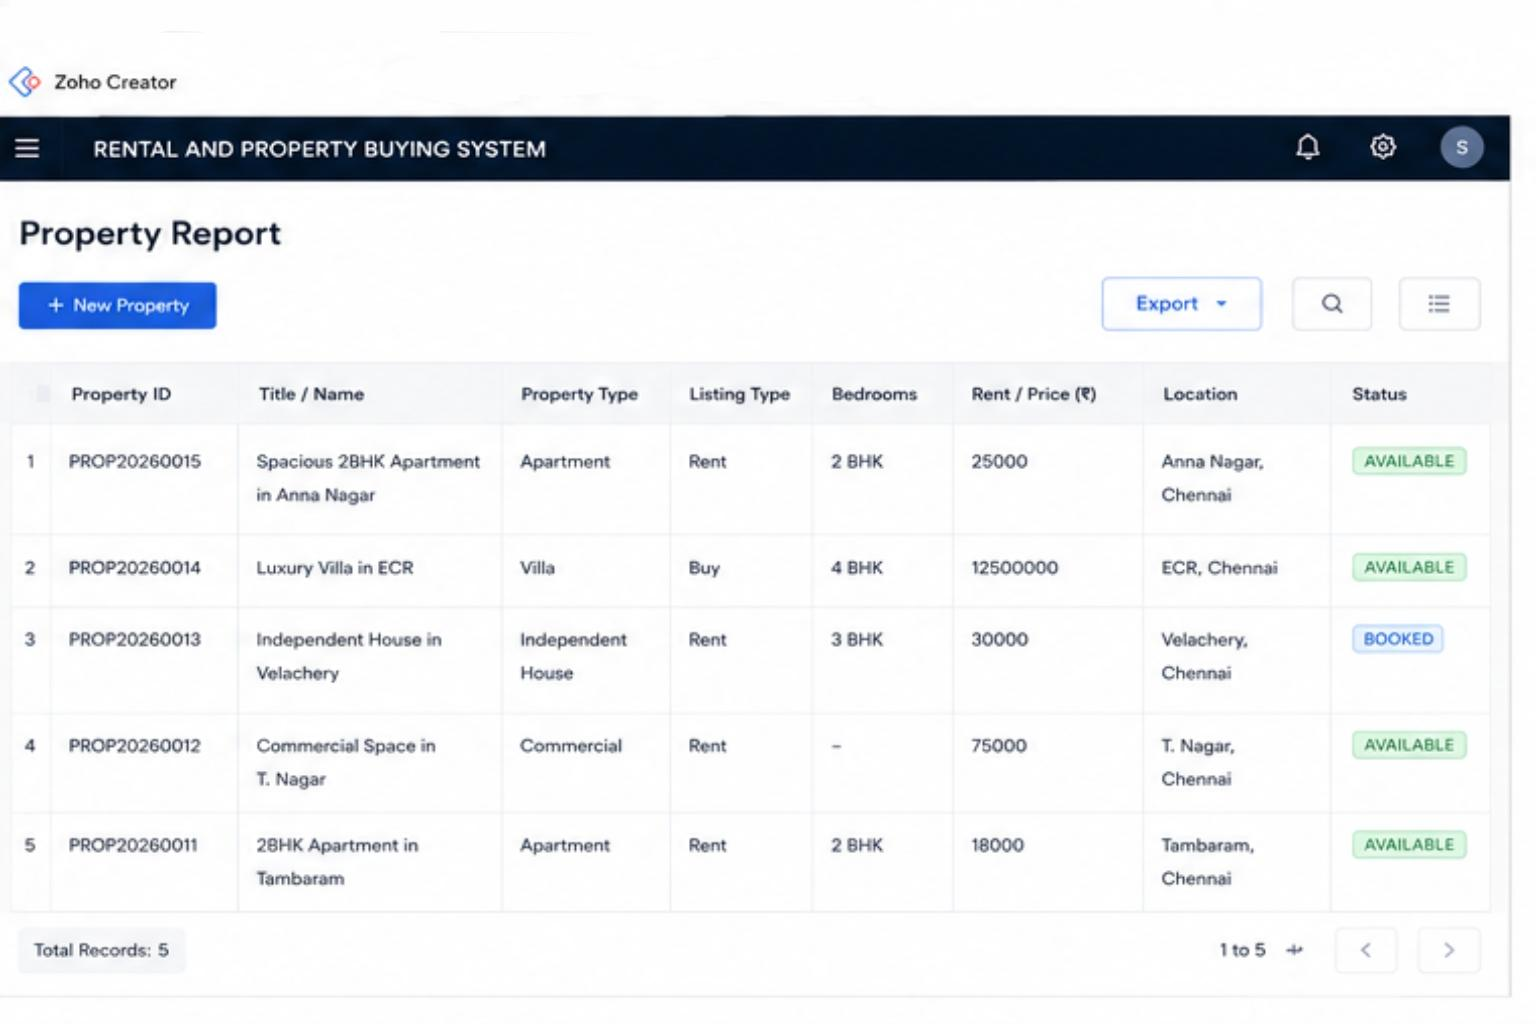 Zoho Creator
RENTAL AND PROPERTY BUYING SYSTEM
S
Property Report
+ New Property
Export
Property ID Title / Name Property Type Listing Type Bedrooms Rent / Price (₹) Location Status
1 PROP20260015 Spacious 2BHK Apartment Apartment Rent 2 BHK 25000 Anna Nagar, AVAILABLE
in Anna Nagar Chennai
2 PROP20260014 Luxury Villa in ECR Villa Buy 4 BHK 12500000 ECR, Chennai AVAILABLE
3 PROP20260013 Independent House in Independent Rent 3 BHK 30000 Velachery, BOOKED
Velachery House Chennai
4 PROP20260012 Commercial Space in Commercial Rent – 75000 T. Nagar, AVAILABLE
T. Nagar Chennai
5 PROP20260011 2BHK Apartment in Apartment Rent 2 BHK 18000 Tambaram, AVAILABLE
Tambaram Chennai
Total Records: 5 1 to 5